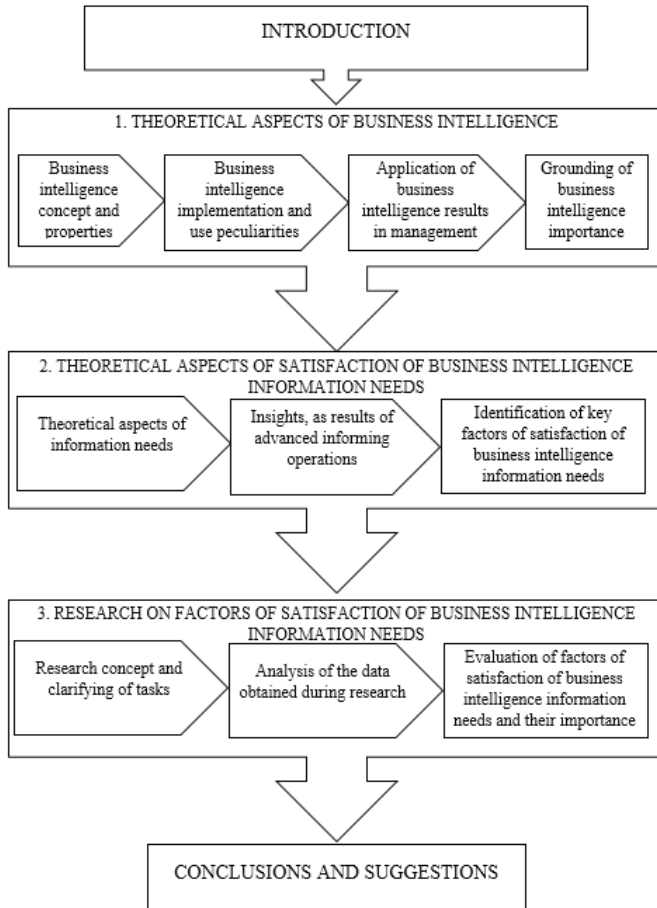 INTRODUCTION
1. THEORETICAL ASPECTS OF BUSINESS INTELLIGENCE
Business
intelligence
concept and
properties
Business
intelligence
implementation and
use peculiarities
Application of
business
intelligence results
in management
Grounding of
business
intelligence
importance
2. THEORETICAL ASPECTS OF SATISFACTION OF BUSINESS INTELLIGENCE
INFORMATION NEEDS
Theoretical aspects of
information needs
Insights, as results of
advanced informing
operations
Identification of key
factors of satisfaction of
business intelligence
information needs
3. RESEARCH ON FACTORS OF SATISFACTION OF BUSINESS INTELLIGENCE
INFORMATION NEEDS
Research concept and
clarifying of tasks
Analysis of the data
obtained during research
Evaluation of factors of
satisfaction of business
intelligence information
needs and their importance
CONCLUSIONS AND SUGGESTIONS